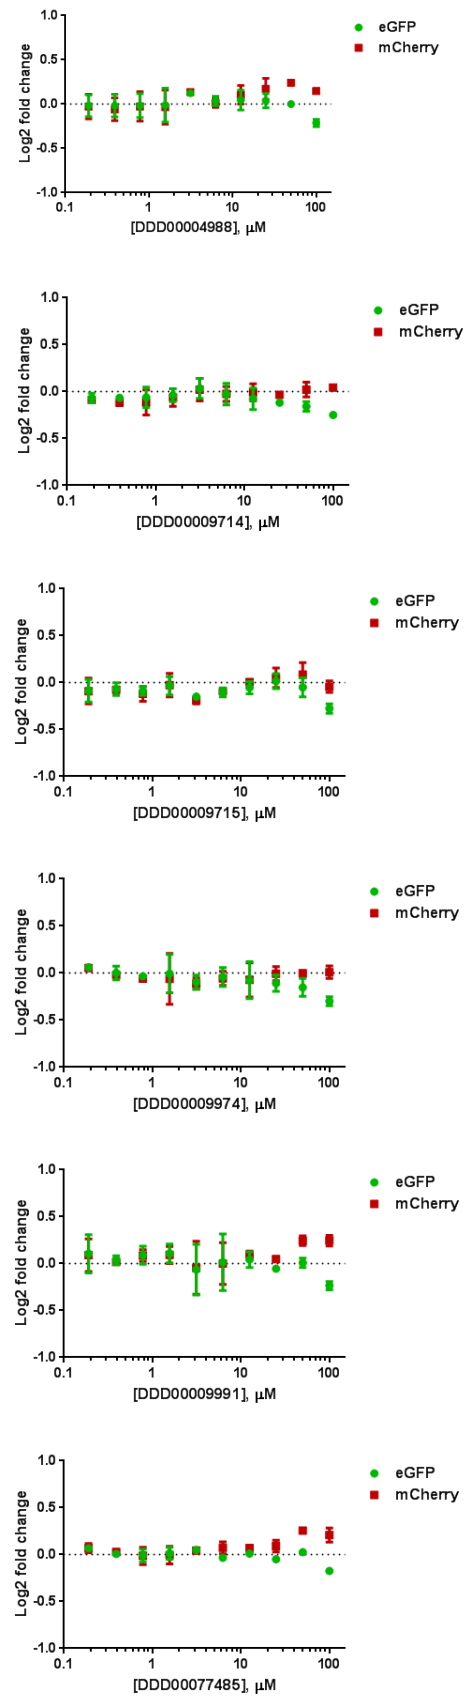 1.0
eGFP
mCherry
0.5
0.0
-0.5
-1.0
Log2 fold change
0.1 1 10 100
[DDD00004988], μM
1.0
eGFP
mCherry
0.5
0.0
-0.5
-1.0
Log2 fold change
0.1 1 10 100
[DDD00009714], μM
1.0
eGFP
mCherry
0.5
0.0
-0.5
-1.0
Log2 fold change
0.1 1 10 100
[DDD00009715], μM
1.0
eGFP
mCherry
0.5
0.0
-0.5
-1.0
Log2 fold change
0.1 1 10 100
[DDD00009974], μM
1.0
eGFP
mCherry
0.5
0.0
-0.5
-1.0
Log2 fold change
0.1 1 10 100
[DDD00009991], μM
1.0
eGFP
mCherry
0.5
0.0
-0.5
-1.0
Log2 fold change
0.1 1 10 100
[DDD00077485], μM